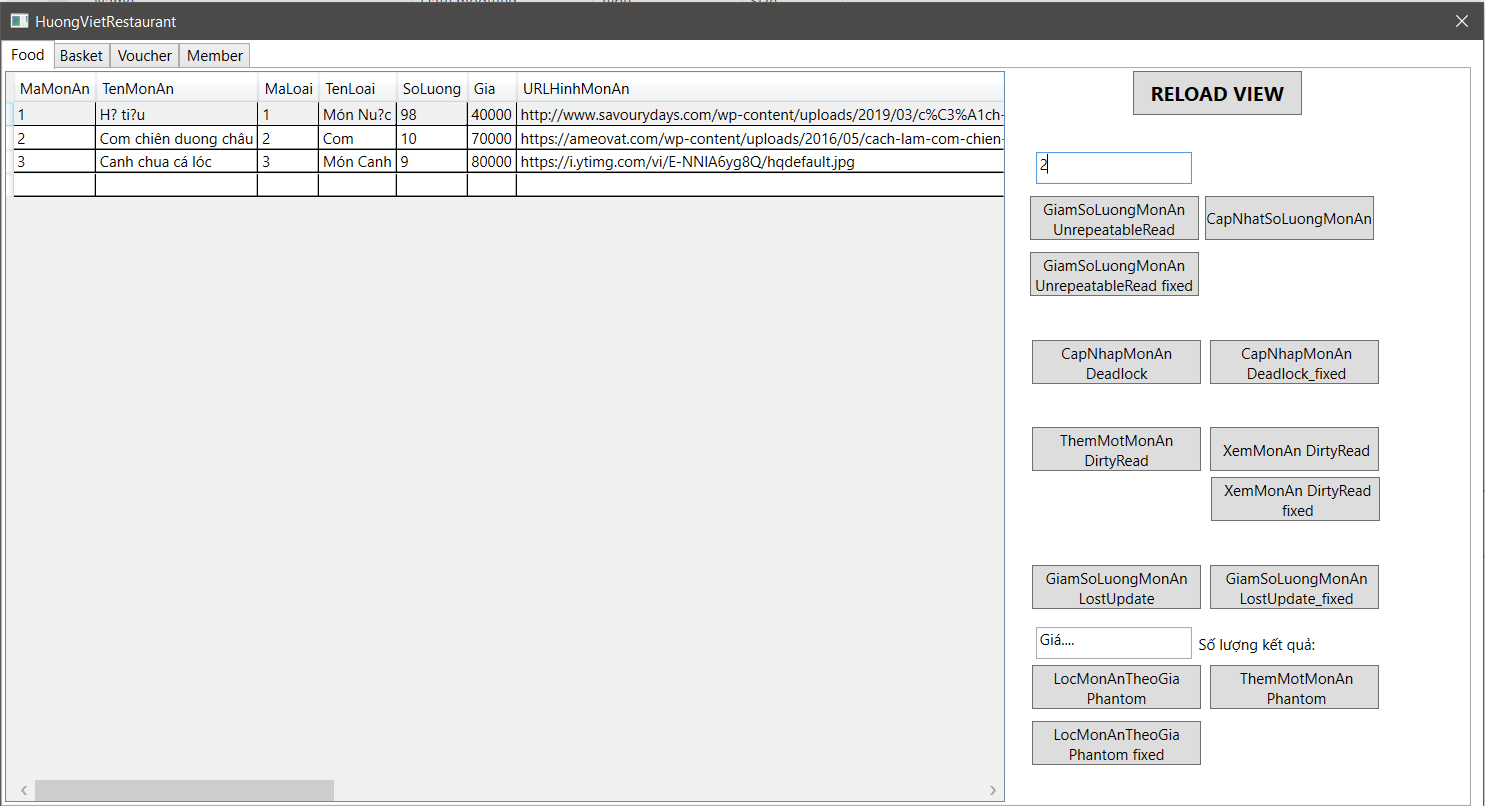 HuongVietRestaurant
Food Basket Voucher Member
MaMonAn TenMonAn MaLoai TenLoai SoLuong Gia URLHinhMonAn
1 H? ti?u 1 Món Nu?c 98 40000 http://www.savourydays.com/wp-content/uploads/2019/03/c%C3%A1ch-
2 Com chiên duong châu 2 Com 10 70000 https://ameovat.com/wp-content/uploads/2016/05/cach-lam-com-chien-
3 Canh chua cá lóc 3 Món Canh 9 80000 https://i.ytimg.com/vi/E-NNIA6yg8Q/hqdefault.jpg
RELOAD VIEW
2
GiamSoLuongMonAn
UnrepeatableRead
CapNhatSoLuongMonAn
GiamSoLuongMonAn
UnrepeatableRead fixed
CapNhapMonAn
Deadlock
CapNhapMonAn
Deadlock_fixed
ThemMotMonAn
DirtyRead
XemMonAn DirtyRead
XemMonAn DirtyRead
fixed
GiamSoLuongMonAn
LostUpdate
GiamSoLuongMonAn
LostUpdate_fixed
Giá....
Số lượng kết quả:
LocMonAnTheoGia
Phantom
ThemMotMonAn
Phantom
LocMonAnTheoGia
Phantom fixed